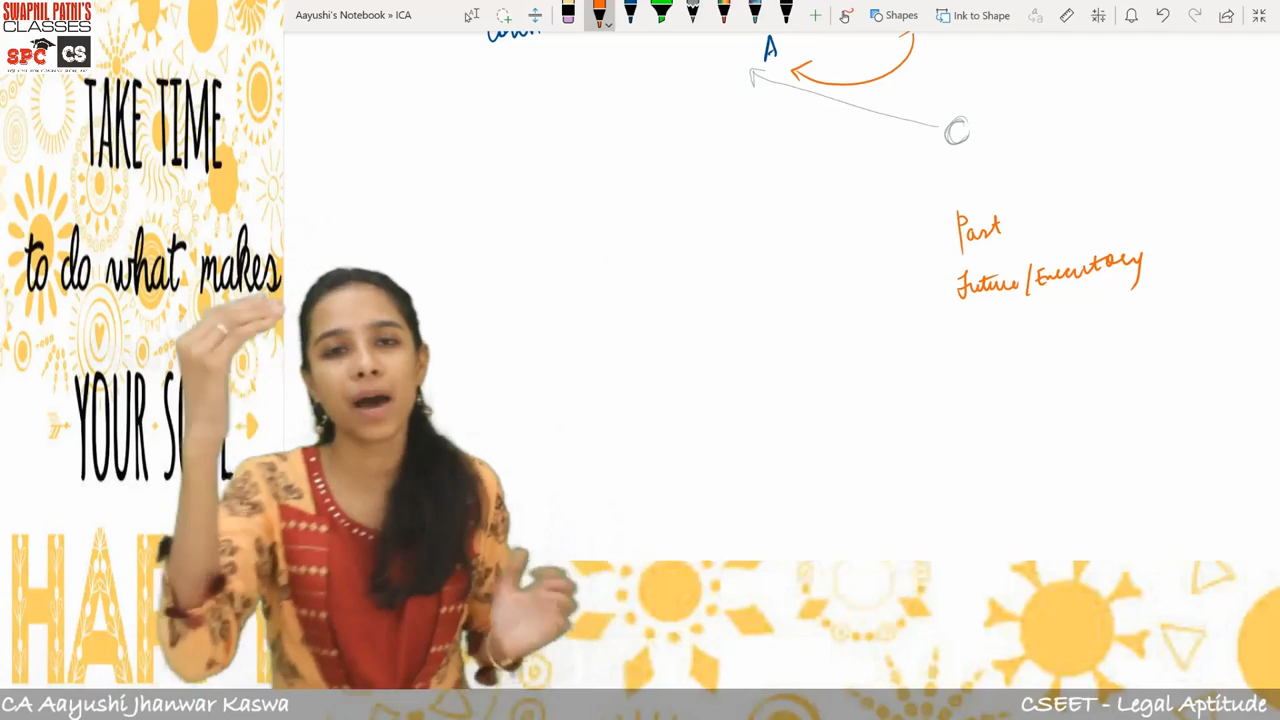 SWAPNIL PATNI'S
CLASSES
SPC CS
Aayushi's Notebook » ICA
Shapes
Ink to Shape
A
C
Past
Future/Executory
TAKE TIME
to do what makes
YOUR
CA Aayushi Jhanwar Kaswa
CSEET - Legal Aptitude